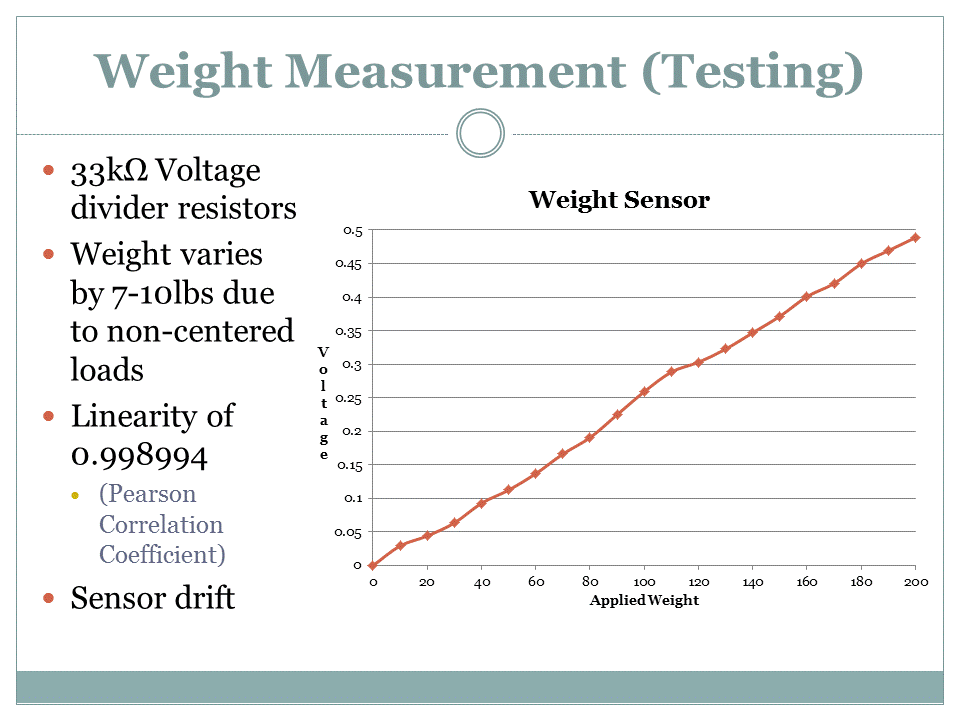 Weight Measurement (Testing)
33kΩ Voltage
divider resistors
Weight varies
by 7-10lbs due
to non-centered
loads
Linearity of
0.998994
(Pearson
Correlation
Coefficient)
Sensor drift
Weight Sensor
Voltage
0.5
0.45
0.4
0.35
0.3
0.25
0.2
0.15
0.1
0.05
0
0 20 40 60 80 100 120 140 160 180 200
Applied Weight